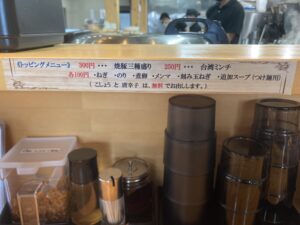 《トッピングメニュー》 300円 ••• 焼豚三種盛り 250円 ••• 台湾ミンチ
各100円 ・ねぎ ・のり ・煮卵 ・メンマ ・刻み玉ねぎ ・追加スープ(つけ麺用)
( こしょう と 唐辛子 は、無料 でお出しします。)